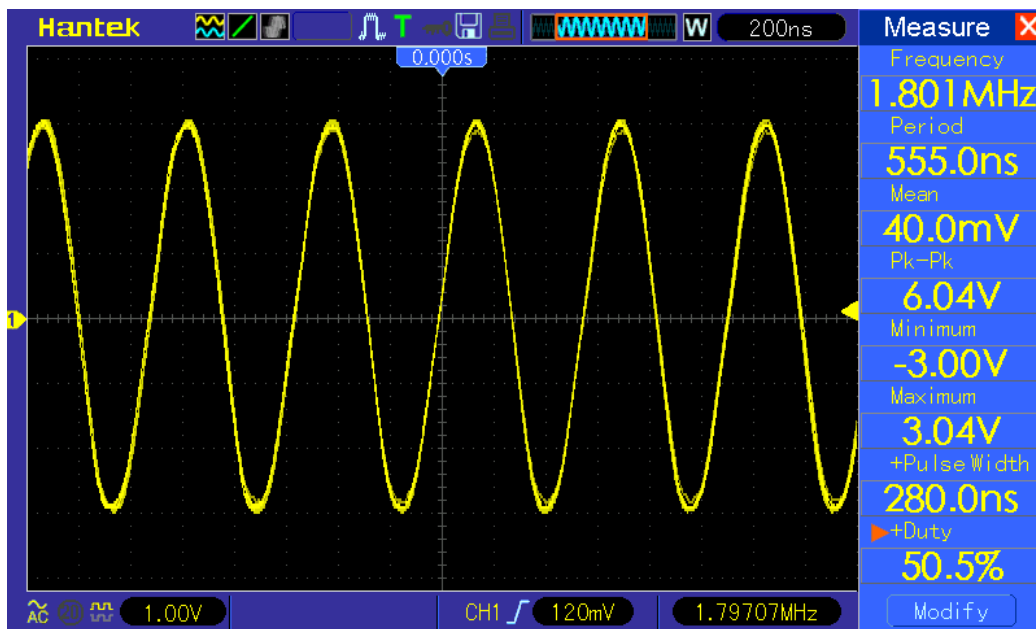 Hantek T W 200ns Measure
0.000s
Frequency
1.801MHz
Period
555.0ns
Mean
40.0mV
Pk-Pk
6.04V
Minimum
-3.00V
Maximum
3.04V
+Pulse Width
280.0ns
+Duty
50.5%
1
AC 20 1.00V CH1 120mV 1.79707MHz Modify